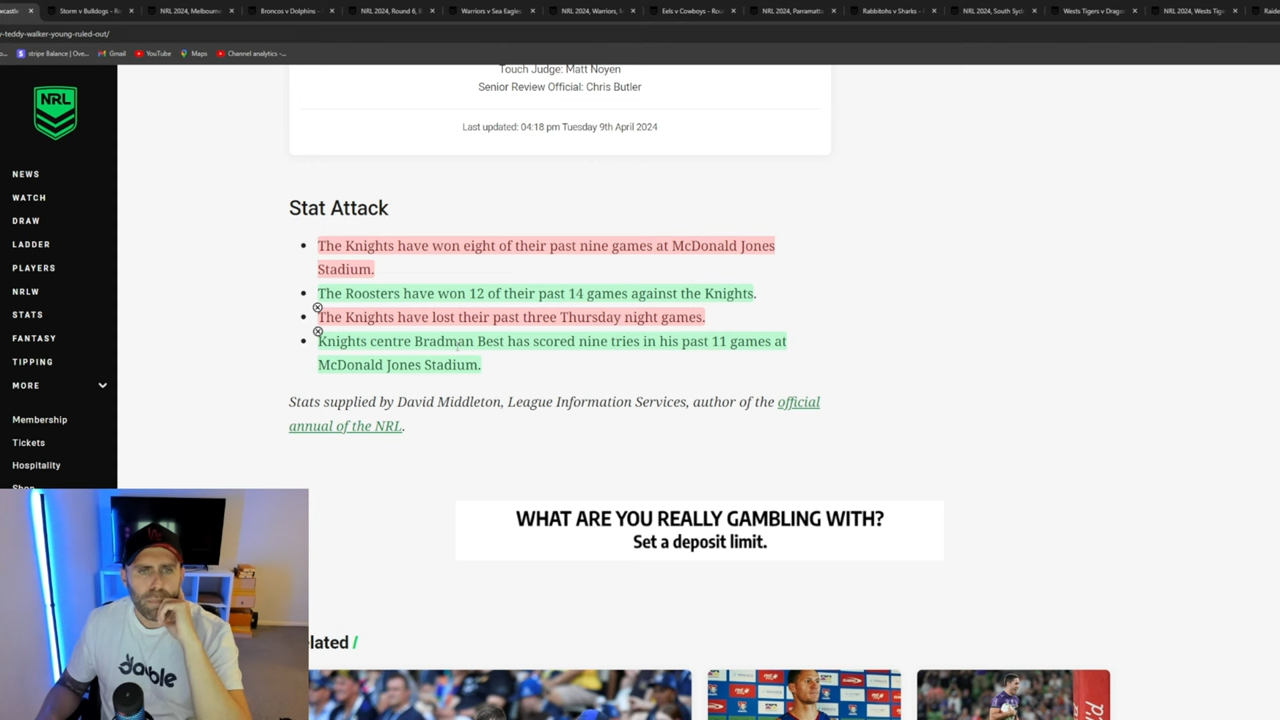 Storm v Bulldogs - Ro
NRL 2024, Melbourne
Broncos v Dolphins -
NRL 2024, Round 6,
Warriors v Sea Eagles
NRL 2024, Warriors,
Eels v Cowboys - Rou
NRL 2024, Parramatt
Rabbitohs v Sharks -
NRL 2024, South Syd
Wests Tigers v Drago
NRL 2024, Wests Tig
Raide
-teddy-walker-young-ruled-out/
stripe Balance | Ove...
Gmail
YouTube
Maps
Channel analytics -...
NRL
NEWS
WATCH
DRAW
LADDER
PLAYERS
NRLW
STATS
FANTASY
TIPPING
MORE
Membership
Tickets
Hospitality
Shop
Touch Judge: Matt Noyen
Senior Review Official: Chris Butler
Last updated: 04:18 pm Tuesday 9th April 2024
Stat Attack
The Knights have won eight of their past nine games at McDonald Jones
Stadium.
The Roosters have won 12 of their past 14 games against the Knights.
The Knights have lost their past three Thursday night games.
Knights centre Bradman Best has scored nine tries in his past 11 games at
McDonald Jones Stadium.
Stats supplied by David Middleton, League Information Services, author of the official
annual of the NRL.
WHAT ARE YOU REALLY GAMBLING WITH?
Set a deposit limit.
lated /
dabble